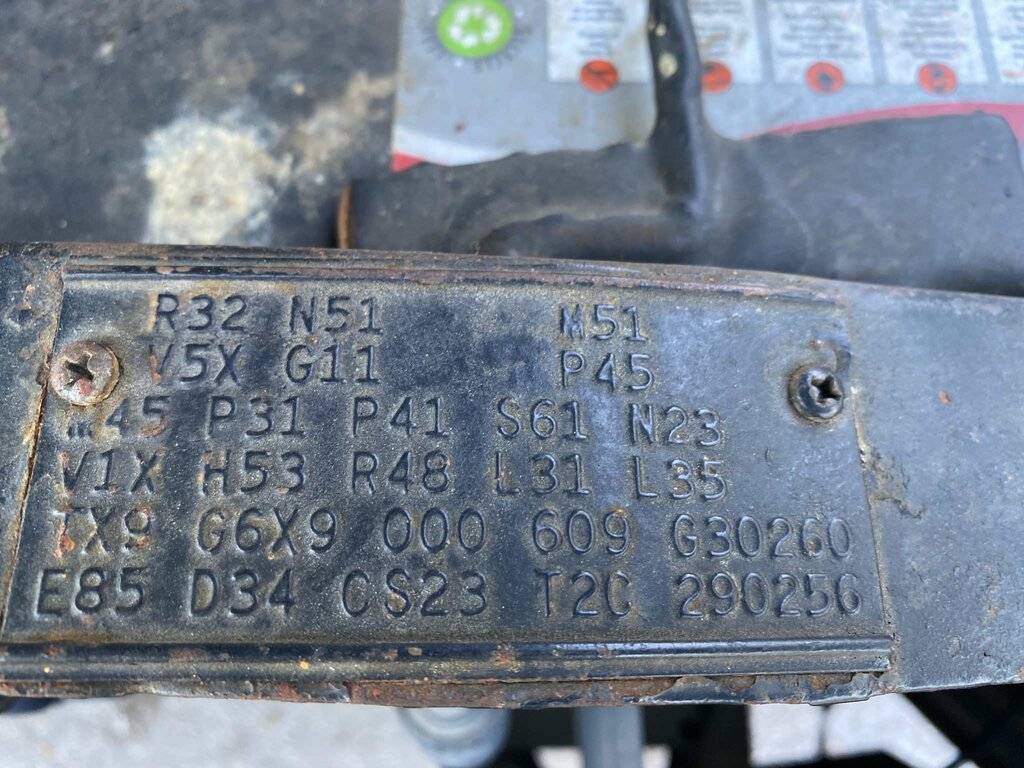 R32 N51 M51
V5X G11 P45
M45 P31 P41 S61 N23
V1X H53 R48 L31 L35
TX9 G6X9 000 609 G30260
E85 D34 CS23 T2C 290256